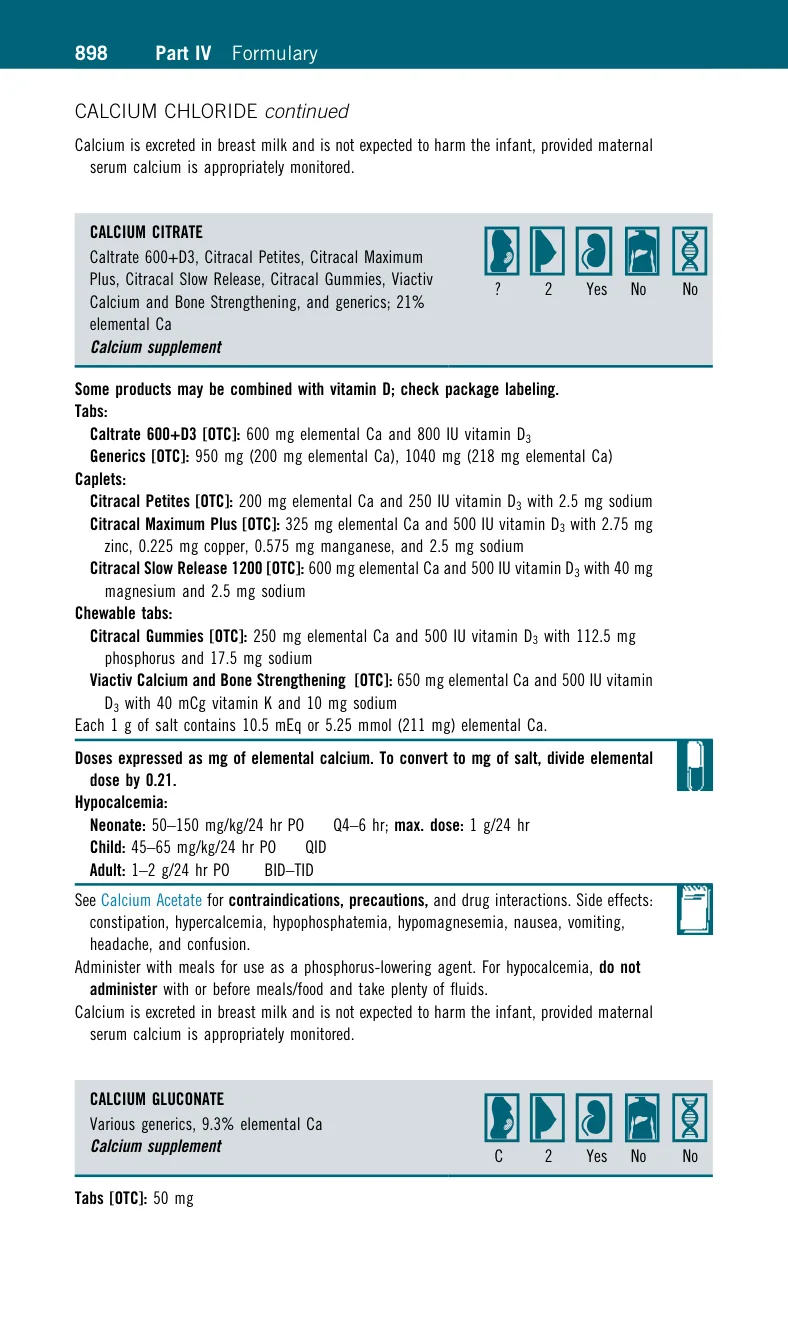 898 Part IV Formulary
CALCIUM CHLORIDE continued
Calcium is excreted in breast milk and is not expected to harm the infant, provided maternal
serum calcium is appropriately monitored.
CALCIUM CITRATE
Caltrate 600+D3, Citracal Petites, Citracal Maximum
Plus, Citracal Slow Release, Citracal Gummies, Viactiv
Calcium and Bone Strengthening, and generics; 21%
elemental Ca
Calcium supplement
? 2 Yes No No
Some products may be combined with vitamin D; check package labeling.
Tabs:
Caltrate 600+D3 [OTC]: 600 mg elemental Ca and 800 IU vitamin D3
Generics [OTC]: 950 mg (200 mg elemental Ca), 1040 mg (218 mg elemental Ca)
Caplets:
Citracal Petites [OTC]: 200 mg elemental Ca and 250 IU vitamin D3 with 2.5 mg sodium
Citracal Maximum Plus [OTC]: 325 mg elemental Ca and 500 IU vitamin D3 with 2.75 mg
zinc, 0.225 mg copper, 0.575 mg manganese, and 2.5 mg sodium
Citracal Slow Release 1200 [OTC]: 600 mg elemental Ca and 500 IU vitamin D3 with 40 mg
magnesium and 2.5 mg sodium
Chewable tabs:
Citracal Gummies [OTC]: 250 mg elemental Ca and 500 IU vitamin D3 with 112.5 mg
phosphorus and 17.5 mg sodium
Viactiv Calcium and Bone Strengthening [OTC]: 650 mg elemental Ca and 500 IU vitamin
D3 with 40 mCg vitamin K and 10 mg sodium
Each 1 g of salt contains 10.5 mEq or 5.25 mmol (211 mg) elemental Ca.
Doses expressed as mg of elemental calcium. To convert to mg of salt, divide elemental
dose by 0.21.
Hypocalcemia:
Neonate: 50–150 mg/kg/24 hr PO Q4–6 hr; max. dose: 1 g/24 hr
Child: 45–65 mg/kg/24 hr PO QID
Adult: 1–2 g/24 hr PO BID–TID
See Calcium Acetate for contraindications, precautions, and drug interactions. Side effects:
constipation, hypercalcemia, hypophosphatemia, hypomagnesemia, nausea, vomiting,
headache, and confusion.
Administer with meals for use as a phosphorus-lowering agent. For hypocalcemia, do not
administer with or before meals/food and take plenty of fluids.
Calcium is excreted in breast milk and is not expected to harm the infant, provided maternal
serum calcium is appropriately monitored.
CALCIUM GLUCONATE
Various generics, 9.3% elemental Ca
Calcium supplement
C 2 Yes No No
Tabs [OTC]: 50 mg